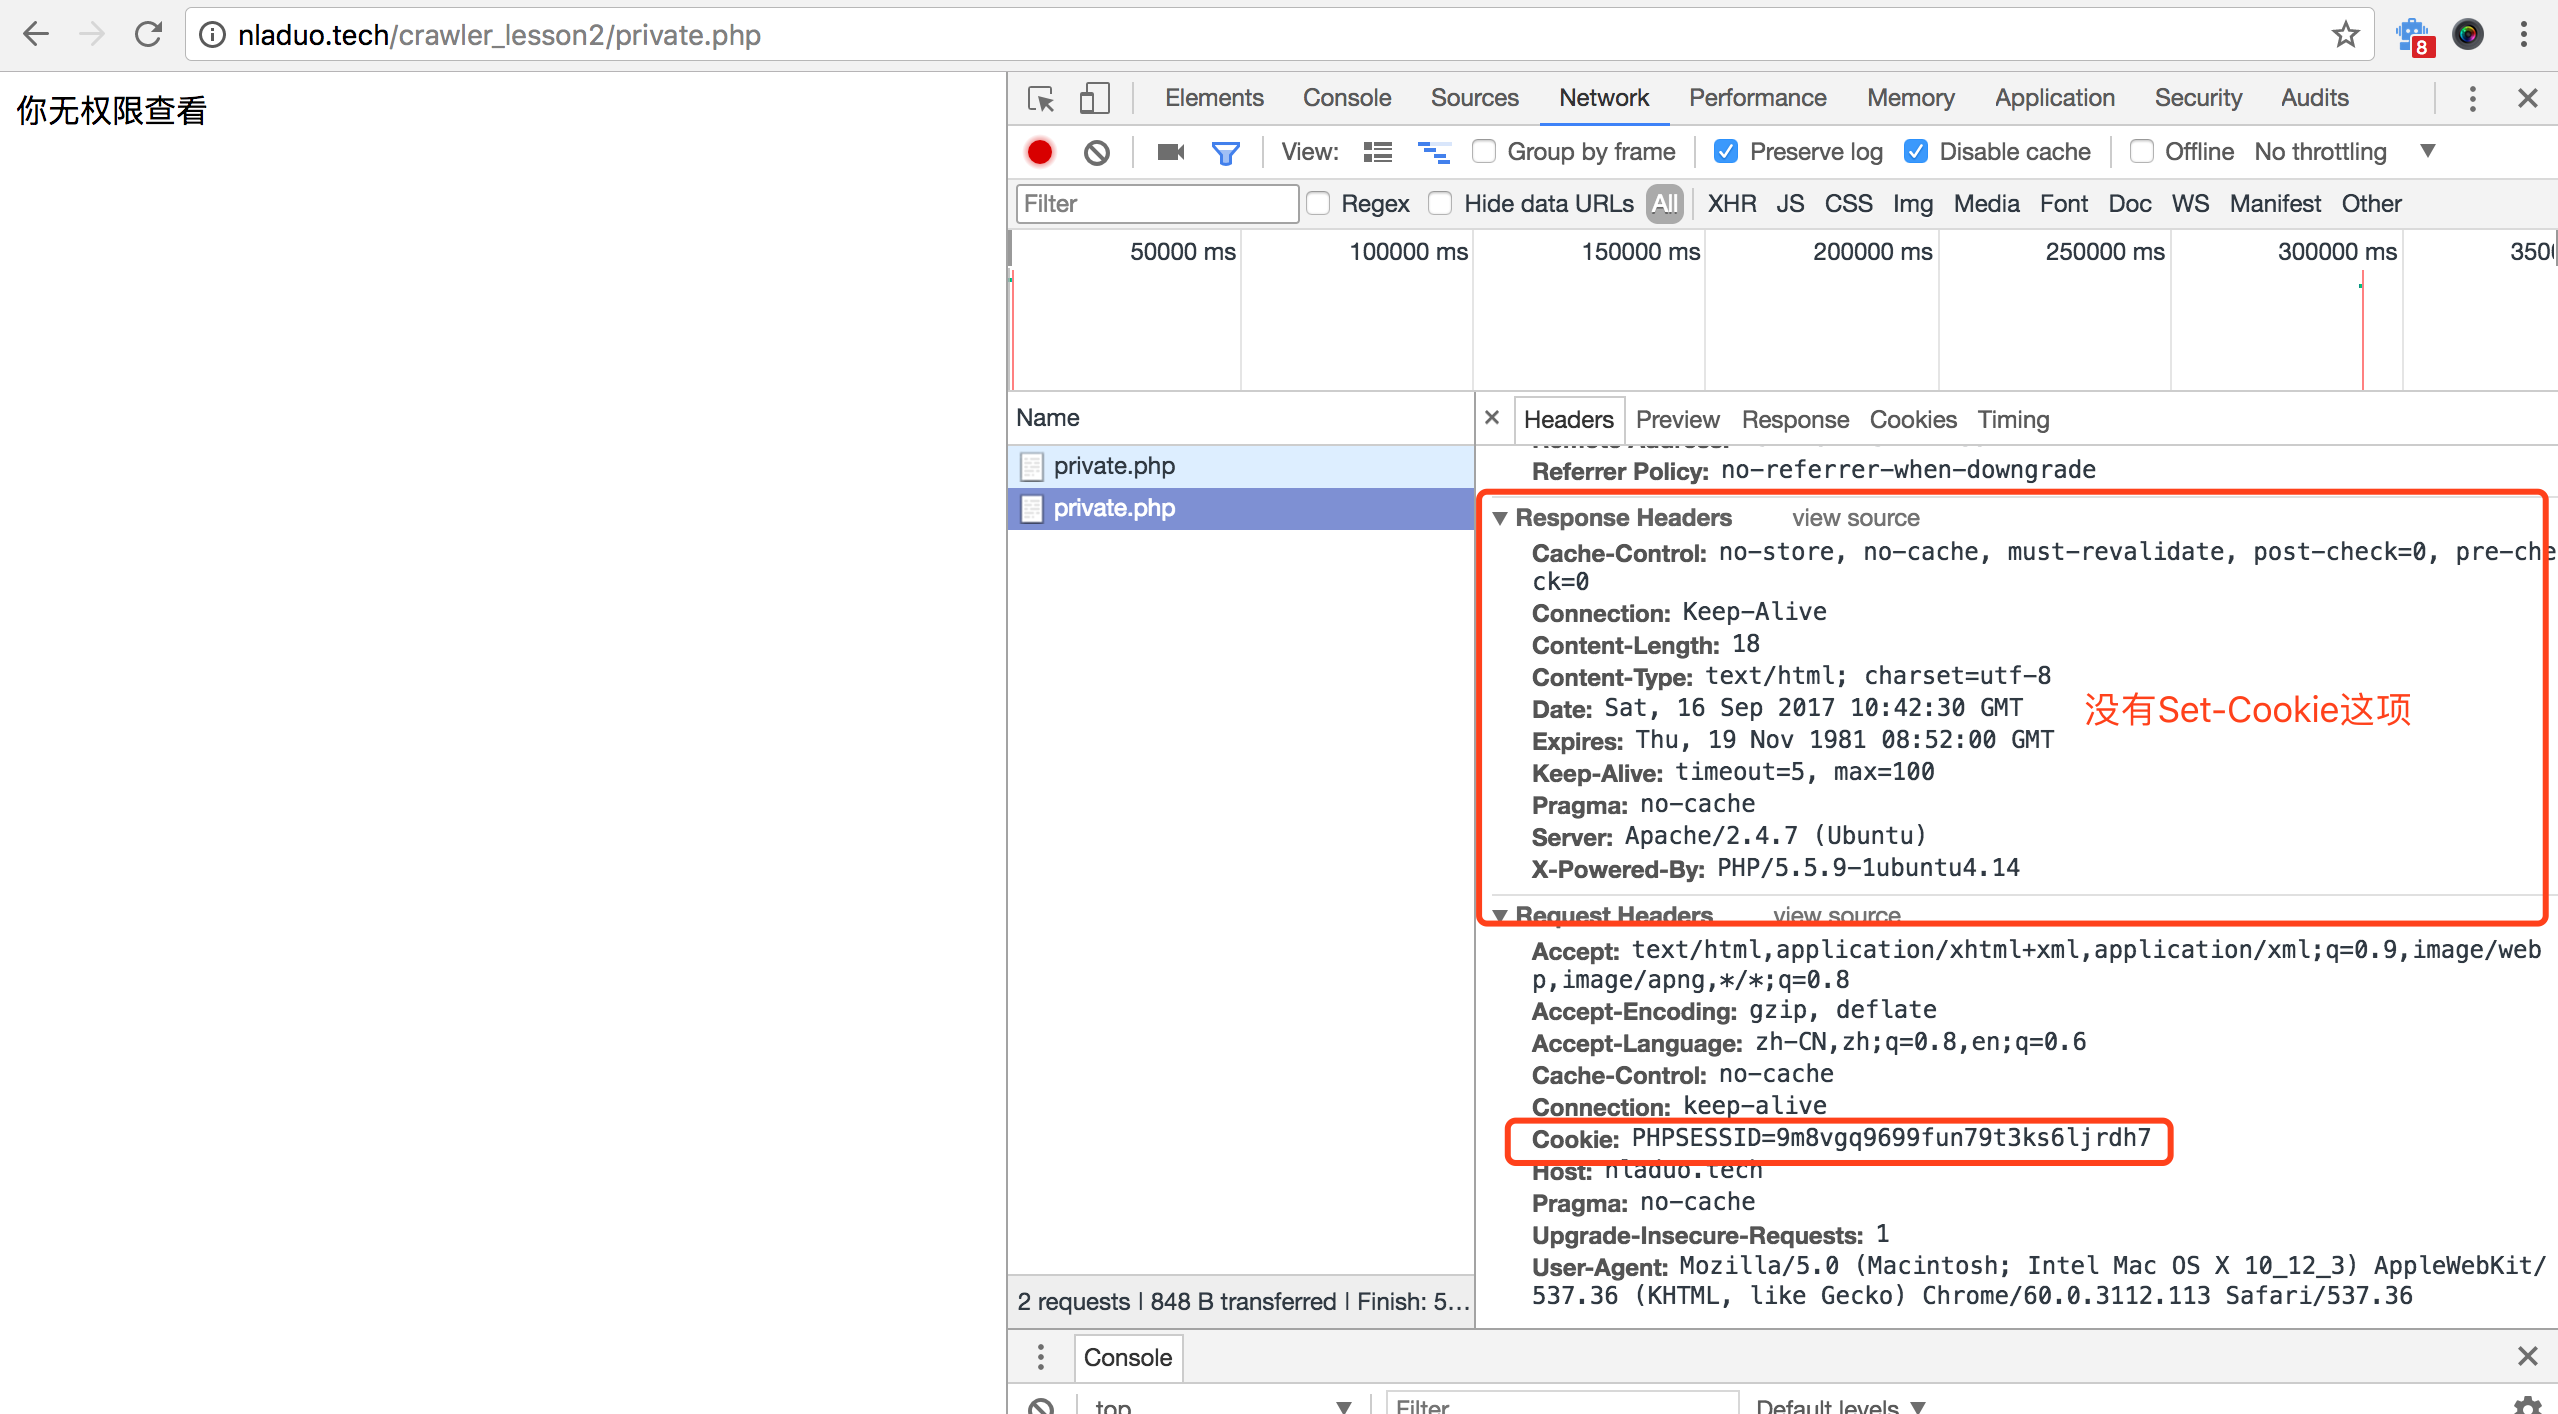 nladuo.tech/crawler_lesson2/private.php
8
你无权限查看
Elements Console Sources Network Performance Memory Application Security Audits
View: Group by frame Preserve log Disable cache Offline No throttling
Filter Regex Hide data URLs All XHR JS CSS Img Media Font Doc WS Manifest Other
50000 ms 100000 ms 150000 ms 200000 ms 250000 ms 300000 ms 350
Name
private.php
private.php
2 requests | 848 B transferred | Finish: 5...
Headers Preview Response Cookies Timing
Remote Address:
Referrer Policy: no-referrer-when-downgrade
Response Headers view source
Cache-Control: no-store, no-cache, must-revalidate, post-check=0, pre-che
ck=0
Connection: Keep-Alive
Content-Length: 18
Content-Type: text/html; charset=utf-8
Date: Sat, 16 Sep 2017 10:42:30 GMT
没有Set-Cookie这项
Expires: Thu, 19 Nov 1981 08:52:00 GMT
Keep-Alive: timeout=5, max=100
Pragma: no-cache
Server: Apache/2.4.7 (Ubuntu)
X-Powered-By: PHP/5.5.9-1ubuntu4.14
Request Headers view source
Accept: text/html,application/xhtml+xml,application/xml;q=0.9,image/web
p,image/apng,*/*;q=0.8
Accept-Encoding: gzip, deflate
Accept-Language: zh-CN,zh;q=0.8,en;q=0.6
Cache-Control: no-cache
Connection: keep-alive
Cookie: PHPSESSID=9m8vgq9699fun79t3ks6ljrdh7
Host: nladuo.tech
Pragma: no-cache
Upgrade-Insecure-Requests: 1
User-Agent: Mozilla/5.0 (Macintosh; Intel Mac OS X 10_12_3) AppleWebKit/
537.36 (KHTML, like Gecko) Chrome/60.0.3112.113 Safari/537.36
Console
top Filter Default levels